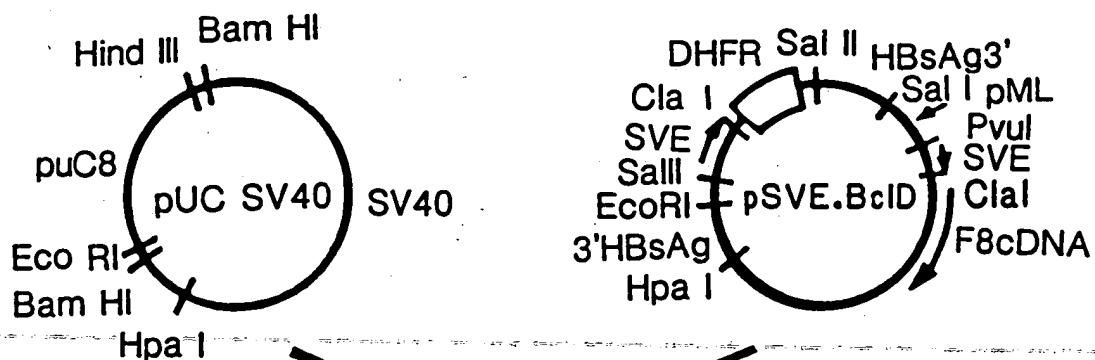 Hind III
Bam HI
puC8
pUC SV40
SV40
Eco RI
Bam HI
Hpa I
DHFR
Sal II
HBsAg3'
Sal I
pML
PvuI
SVE
ClaI
F8cDNA
Cla I
SVE
SaIII
EcoRI
pSVE.BclD
3'HBsAg
Hpa I